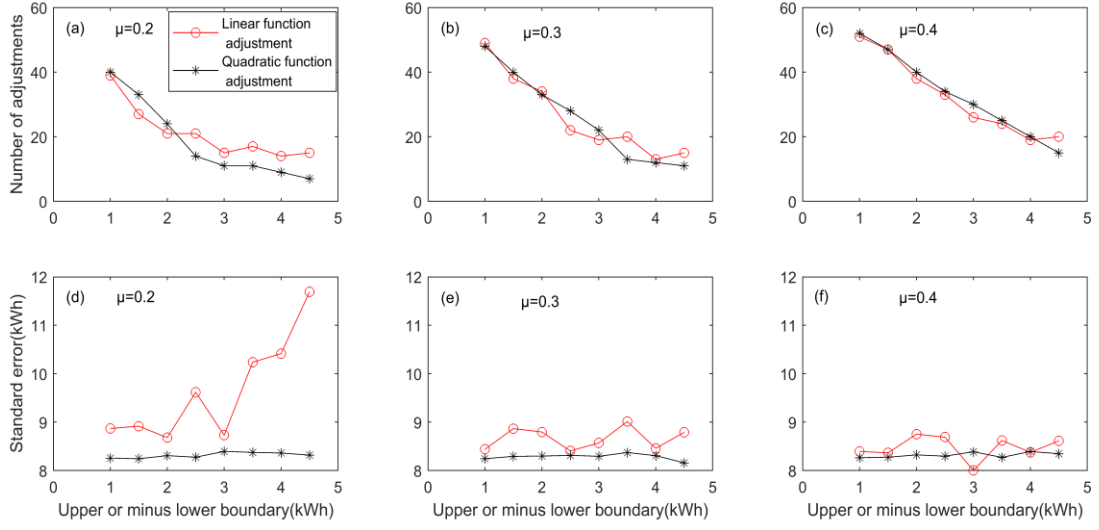 (a) μ=0.2
Linear function
adjustment
Quadratic function
adjustment
Number of adjustments
60
40
20
0
0 1 2 3 4 5
(b) μ=0.3
60
40
20
0
0 1 2 3 4 5
(c) μ=0.4
60
40
20
0
0 1 2 3 4 5
(d) μ=0.2
Standard error(kWh)
12
11
10
9
8
0 1 2 3 4 5
Upper or minus lower boundary(kWh)
(e) μ=0.3
12
11
10
9
8
0 1 2 3 4 5
Upper or minus lower boundary(kWh)
(f) μ=0.4
12
11
10
9
8
0 1 2 3 4 5
Upper or minus lower boundary(kWh)